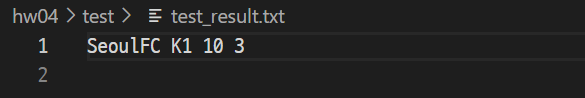 hw04 > test > test_result.txt
1 SeoulFC K1 10 3
2